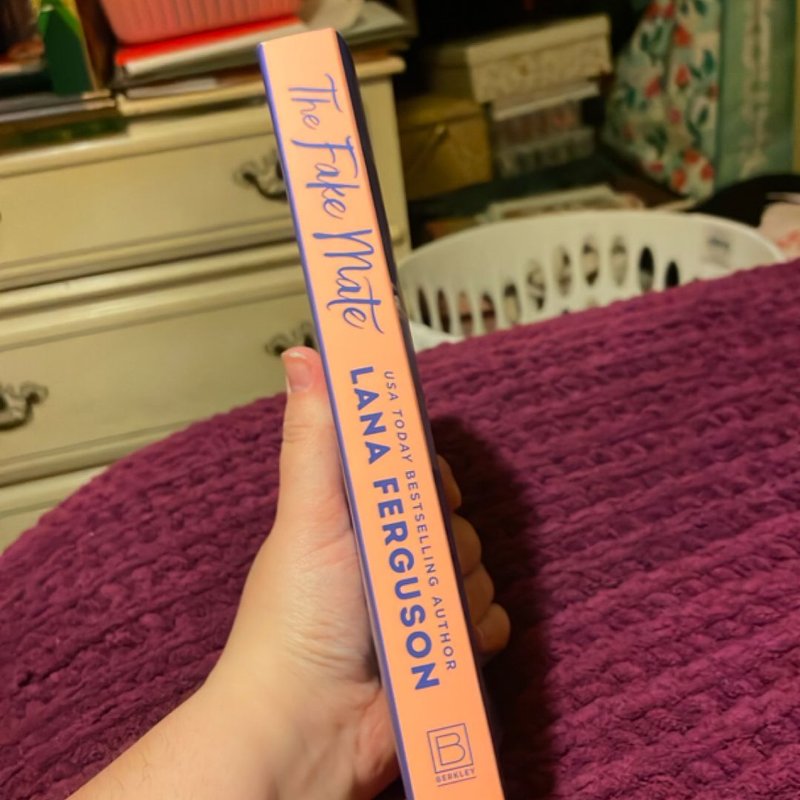 The Fake Mate
USA TODAY BESTSELLING AUTHOR
LANA FERGUSON
B
BERKLEY